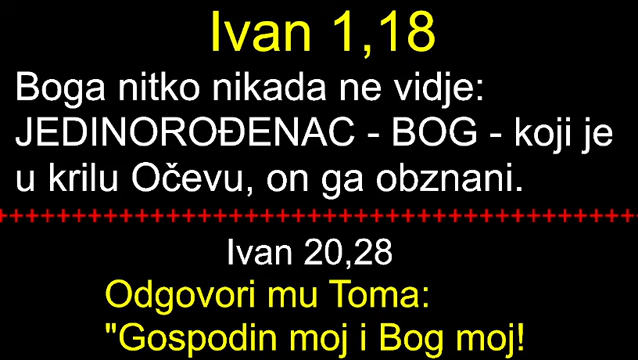 Ivan 1,18
Boga nitko nikada ne vidje:
JEDINOROĐENAC - BOG - koji je
u krilu Očevu, on ga obznani.
++++++++++++++++++++++++++++++++++++++++++++++++++++
Ivan 20,28
Odgovori mu Toma:
"Gospodin moj i Bog moj!